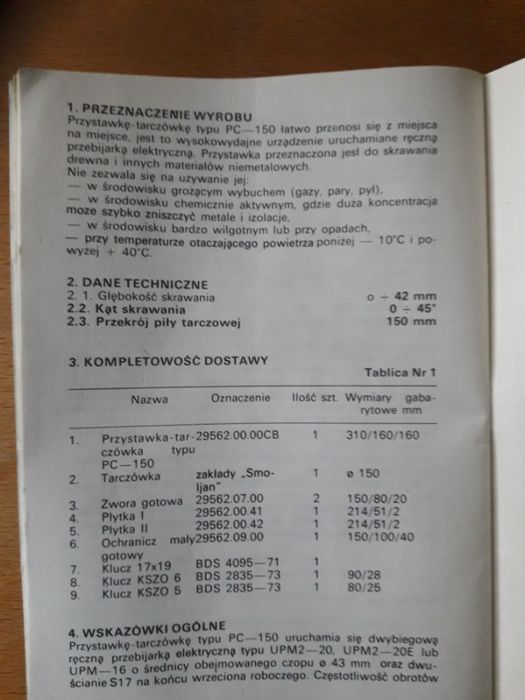 1. PRZEZNACZENIE WYROBU
Przystawkę-tarczówkę typu PC—150 łatwo przenosi się z miejsca
na miejsce, jest to wysokowydajne urządzenie uruchamiane ręczną
przebijarką elektryczną. Przystawka przeznaczona jest do skrawania
drewna i innych materiałów niemetalowych.
Nie zezwala się na używanie jej:
— w środowisku grożącym wybuchem (gazy, pary, pył),
— w środowisku chemicznie aktywnym, gdzie duża koncentracja
może szybko zniszczyć metale i izolacje,
— w środowisku bardzo wilgotnym lub przy opadach,
— przy temperaturze otaczającego powietrza poniżej — 10°C i po-
wyżej + 40°C.
2. DANE TECHNICZNE
2. 1. Głębokość skrawania o ÷ 42 mm
2.2. Kąt skrawania 0 ÷ 45°
2.3. Przekrój piły tarczowej 150 mm
3. KOMPLETOWOŚĆ DOSTAWY
Tablica Nr 1
Nazwa Oznaczenie Ilość szt. Wymiary gaba-
rytowe mm
1. Przystawka-tar- 29562.00.00CB 1 310/160/160
czówka typu
PC—150
2. Tarczówka zakłady „Smo- 1 ø 150
ljan"
3. Zwora gotowa 29562.07.00 2 150/80/20
4. Płytka I 29562.00.41 1 214/51/2
5. Płytka II 29562.00.42 1 214/51/2
6. Ochranicz mały 29562.09.00 1 150/100/40
gotowy
7. Klucz 17x19 BDS 4095—71 1
8. Klucz KSZO 6 BDS 2835—73 1 90/28
9. Klucz KSZO 5 BDS 2835—73 1 80/25
4. WSKAZÓWKI OGÓLNE
Przystawkę-tarczówkę typu PC—150 uruchamia się dwybiegową
ręczną przebijarkę elektryczną typu UPM2—20, UPM2—20E lub
UPM—16 o średnicy obejmowanego czopu ø 43 mm oraz dwu-
ścianie S17 na końcu wrzeciona roboczego. Częstotliwość obrotów